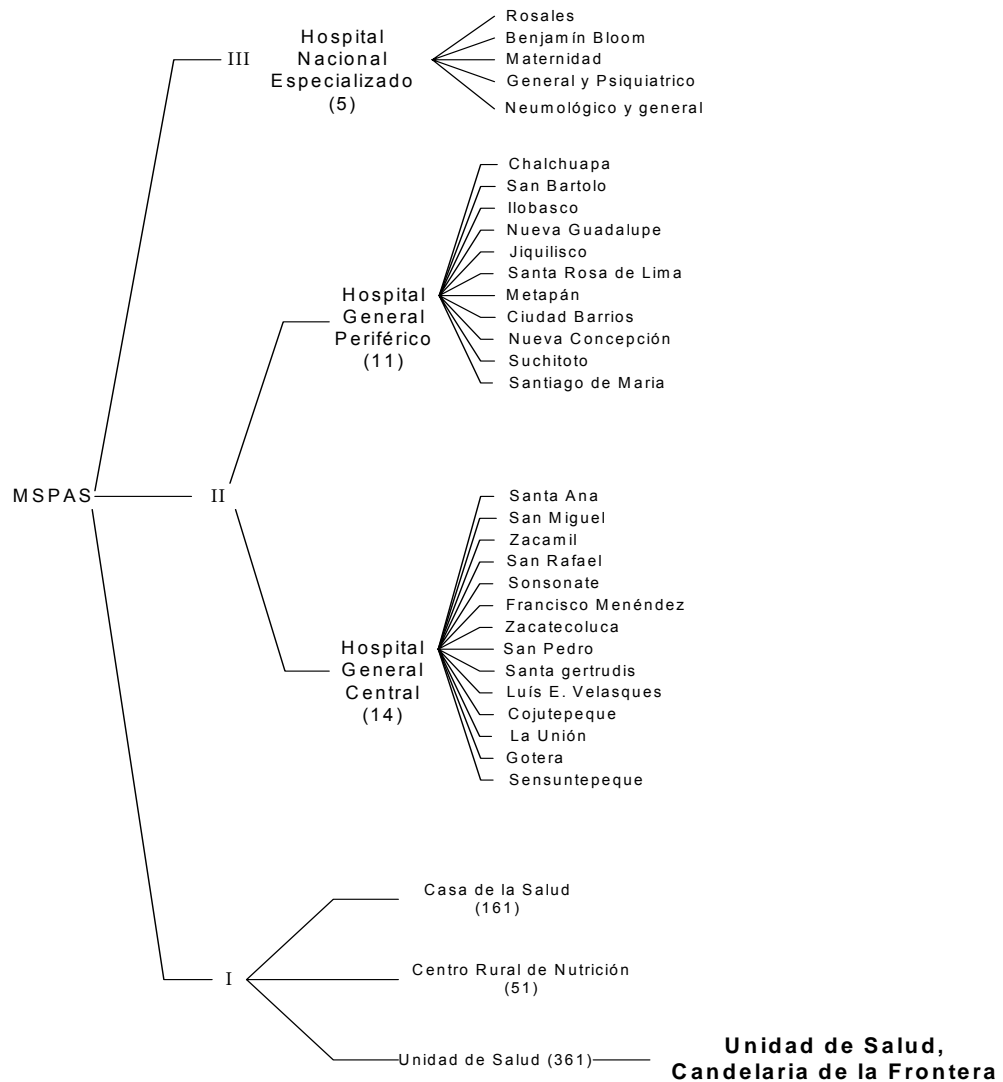 III
Hospital
Nacional
Especializado
(5)
Rosales
Benjamín Bloom
Maternidad
General y Psiquiatrico
Neumológico y general
Chalchuapa
San Bartolo
Ilobasco
Nueva Guadalupe
Jiquilisco
Santa Rosa de Lima
Metapán
Ciudad Barrios
Nueva Concepción
Suchitoto
Santiago de Maria
Hospital
General
Periférico
(11)
MSPAS
II
Santa Ana
San Miguel
Zacamil
San Rafael
Sonsonate
Francisco Menéndez
Zacatecoluca
San Pedro
Santa gertrudis
Luís E. Velasques
Cojutepeque
La Unión
Gotera
Sensuntepeque
Hospital
General
Central
(14)
I
Casa de la Salud
(161)
Centro Rural de Nutrición
(51)
Unidad de Salud (361)
Unidad de Salud,
Candelaria de la Frontera